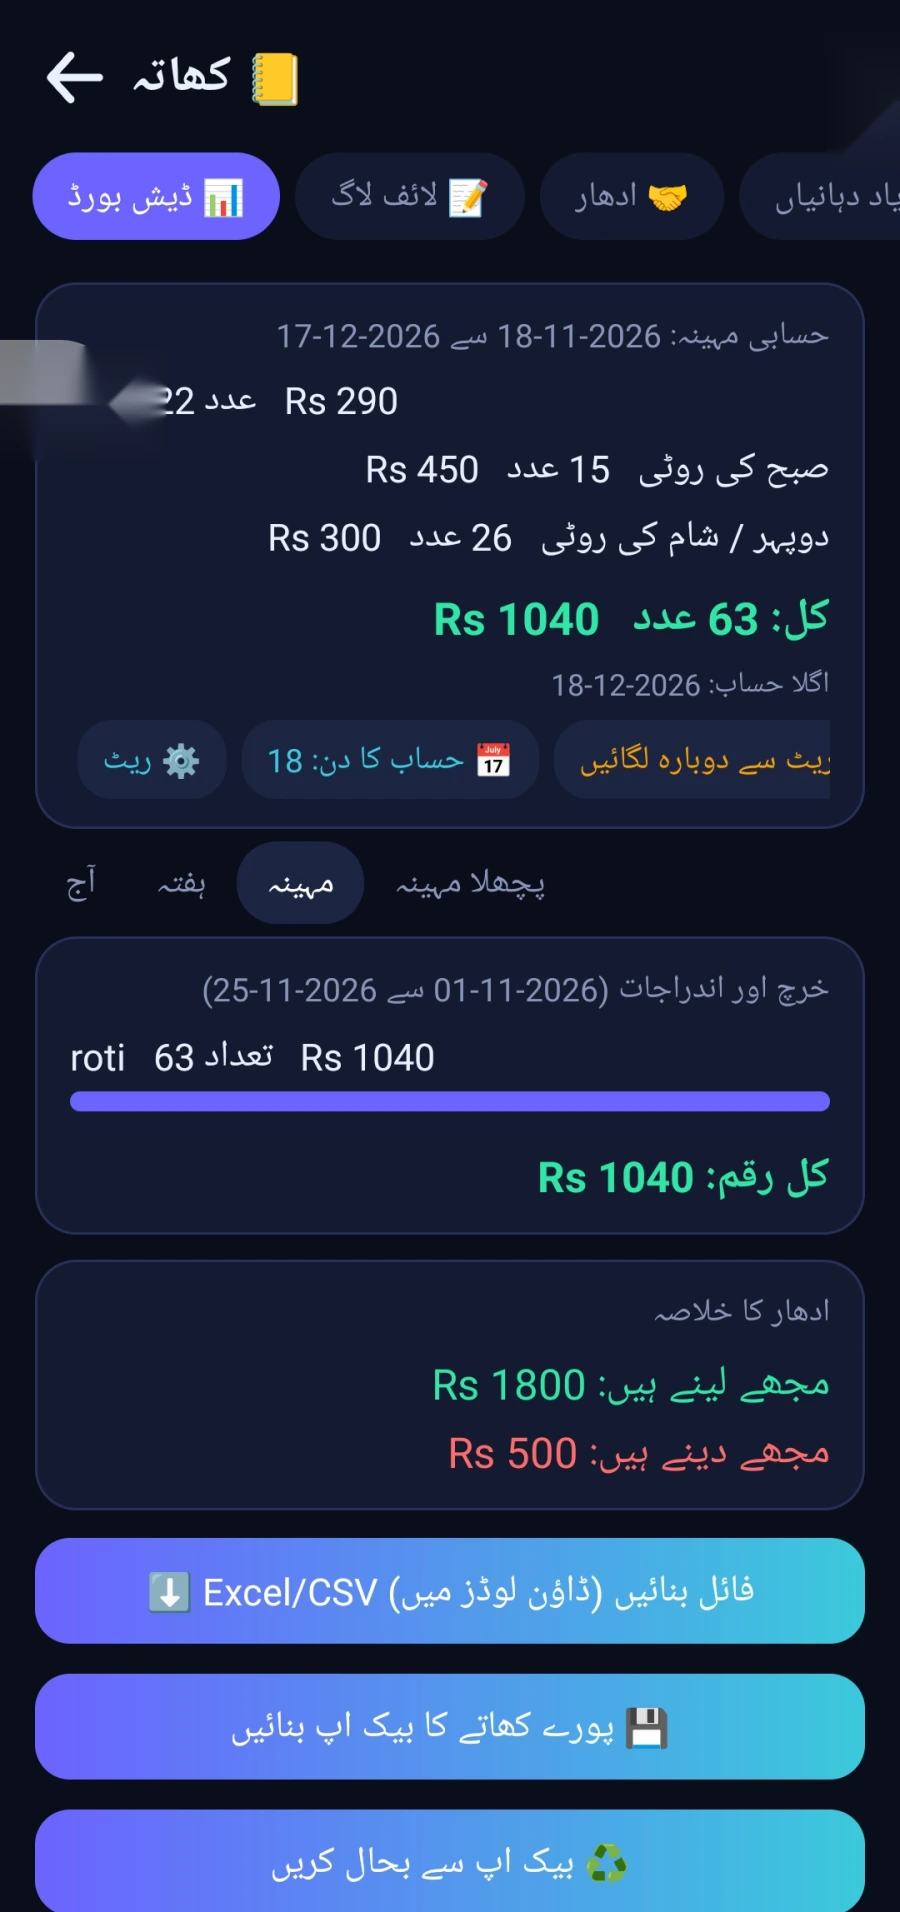 کھاتہ 📒
ڈیش بورڈ 📊
لائف لاگ 📝
ادھار 🤝
یاد دہانیاں
حسابی مہینہ: 18-11-2026 سے 17-12-2026
22 عدد Rs 290
صبح کی روٹی 15 عدد Rs 450
دوپہر / شام کی روٹی 26 عدد Rs 300
کل: 63 عدد Rs 1040
اگلا حساب: 18-12-2026
⚙️ ریٹ
📅 حساب کا دن: 18
ریٹ سے دوبارہ لگائیں
آج
ہفتہ
مہینہ
پچھلا مہینہ
خرچ اور اندراجات (01-11-2026 سے 25-11-2026)
roti تعداد 63 Rs 1040
کل رقم: Rs 1040
ادھار کا خلاصہ
مجھے لینے ہیں: Rs 1800
مجھے دینے ہیں: Rs 500
⬇️ Excel/CSV فائل بنائیں (ڈاؤن لوڈز میں)
💾 پورے کھاتے کا بیک اپ بنائیں
♻️ بیک اپ سے بحال کریں